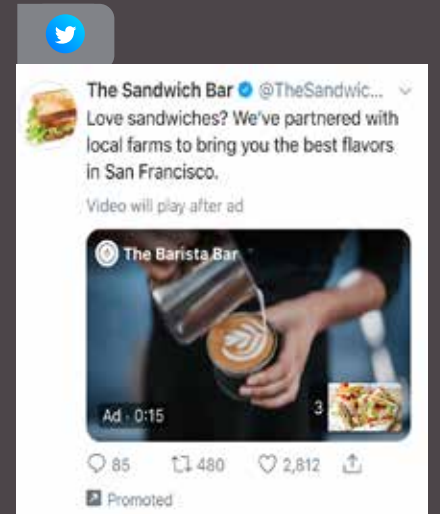 The Sandwich Bar @TheSandwic...
Love sandwiches? We've partnered with
local farms to bring you the best flavors
in San Francisco.
Video will play after ad
The Barista Bar
Ad · 0:15
3
85 480 2,812
Promoted